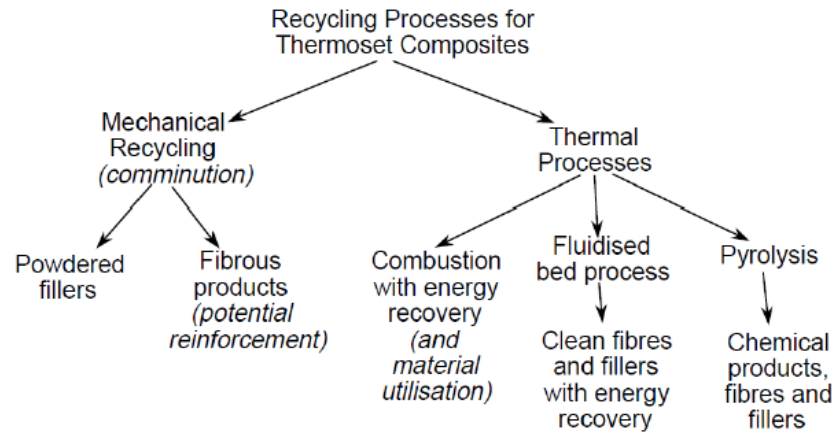 Recycling Processes for
Thermoset Composites
Mechanical
Recycling
(comminution)
Thermal
Processes
Powdered
fillers
Fibrous
products
(potential
reinforcement)
Combustion
with energy
recovery
(and
material
utilisation)
Fluidised
bed process
Pyrolysis
Clean fibres
and fillers
with energy
recovery
Chemical
products,
fibres and
fillers